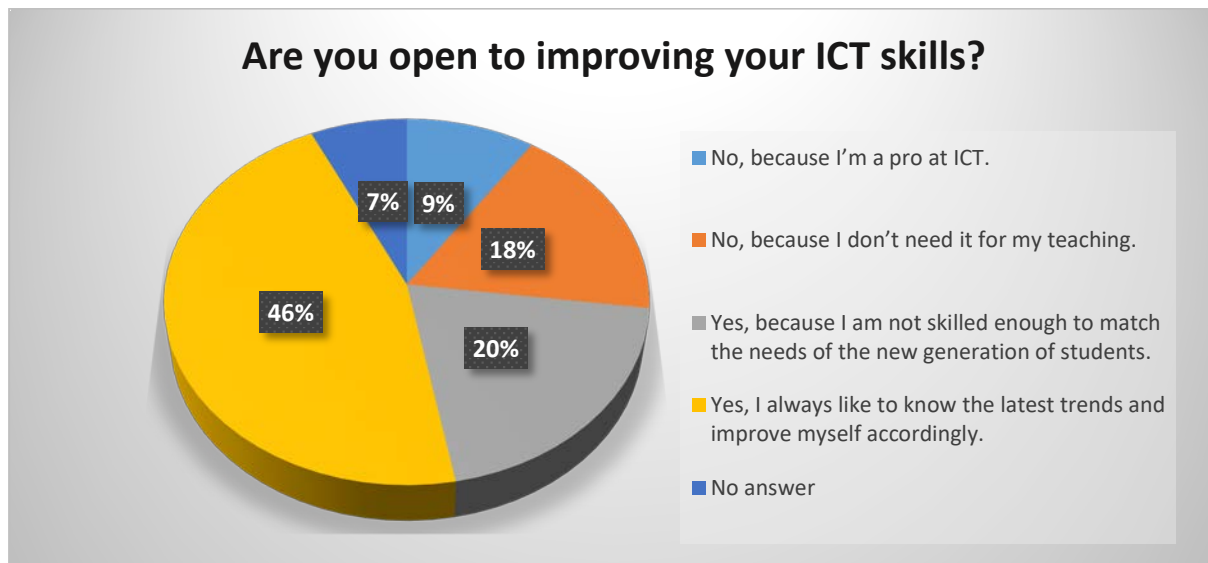 Are you open to improving your ICT skills?
7%
9%
18%
46%
20%
No, because I’m a pro at ICT.
No, because I don’t need it for my teaching.
Yes, because I am not skilled enough to match
the needs of the new generation of students.
Yes, I always like to know the latest trends and
improve myself accordingly.
No answer